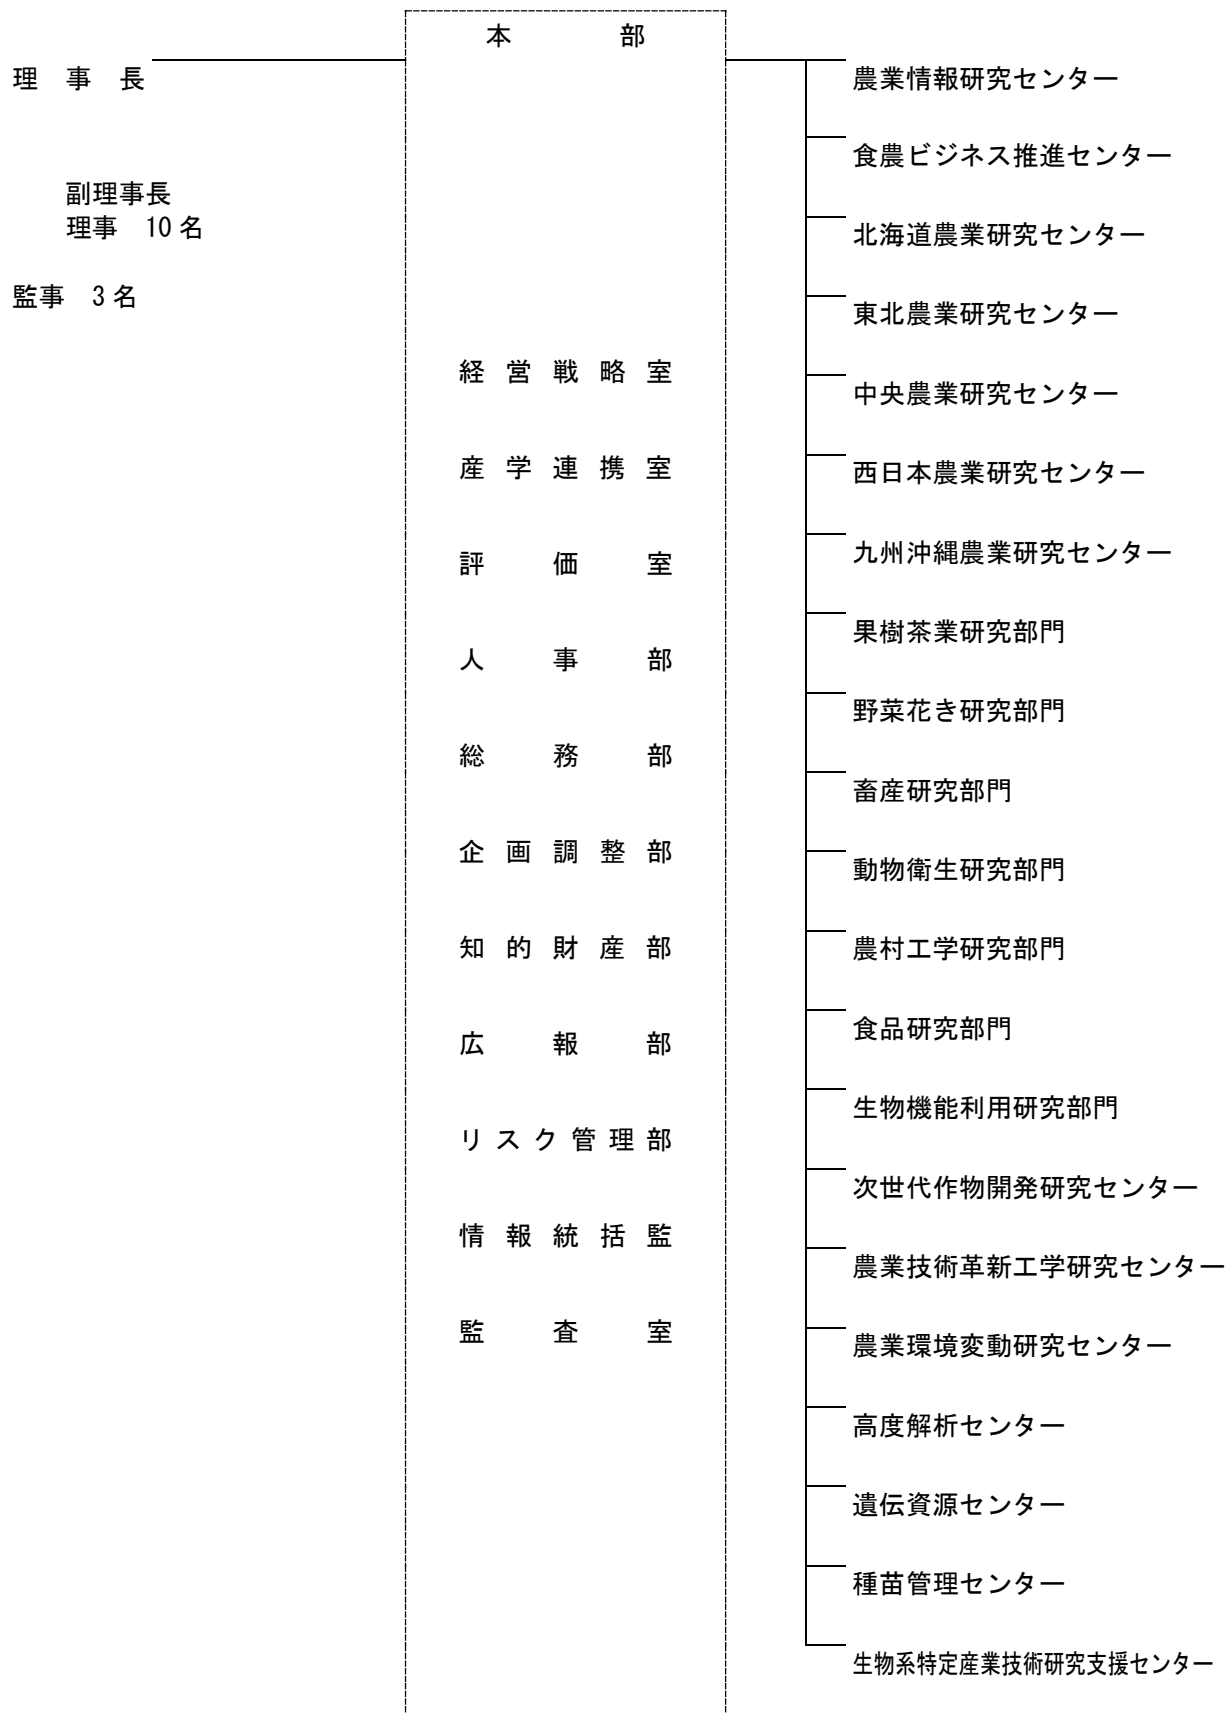 本部
理事長
副理事長
理事 10名
監事 3名
経営戦略室
産学連携室
評価室
人事部
総務部
企画調整部
知的財産部
広報部
リスク管理部
情報統括監
監査室
農業情報研究センター
食農ビジネス推進センター
北海道農業研究センター
東北農業研究センター
中央農業研究センター
西日本農業研究センター
九州沖縄農業研究センター
果樹茶業研究部門
野菜花き研究部門
畜産研究部門
動物衛生研究部門
農村工学研究部門
食品研究部門
生物機能利用研究部門
次世代作物開発研究センター
農業技術革新工学研究センター
農業環境変動研究センター
高度解析センター
遺伝資源センター
種苗管理センター
生物系特定産業技術研究支援センター